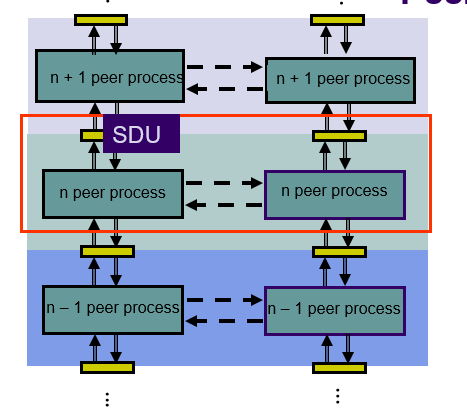 n + 1 peer process
n + 1 peer process
SDU
n peer process
n peer process
n – 1 peer process
n – 1 peer process